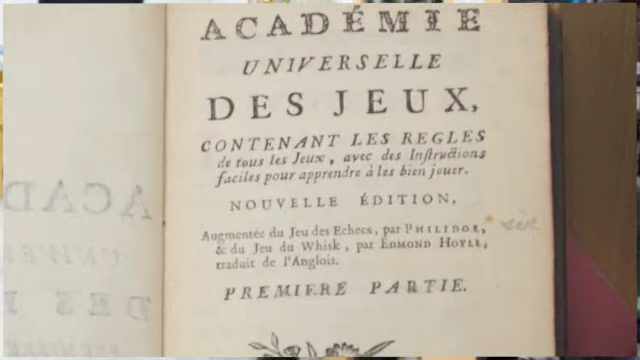 ACADÉMIE
UNIVERSELLE
DES JEUX,
CONTENANT LES REGLES
de tous les Jeux, avec des Instructions
faciles pour apprendre à les bien jouer.
NOUVELLE ÉDITION,
Augmentée du Jeu des Echecs, par PHILIDOR,
& du Jeu du Whisk, par EDMOND HOYLE,
traduit de l'Anglois.
PREMIERE PARTIE.